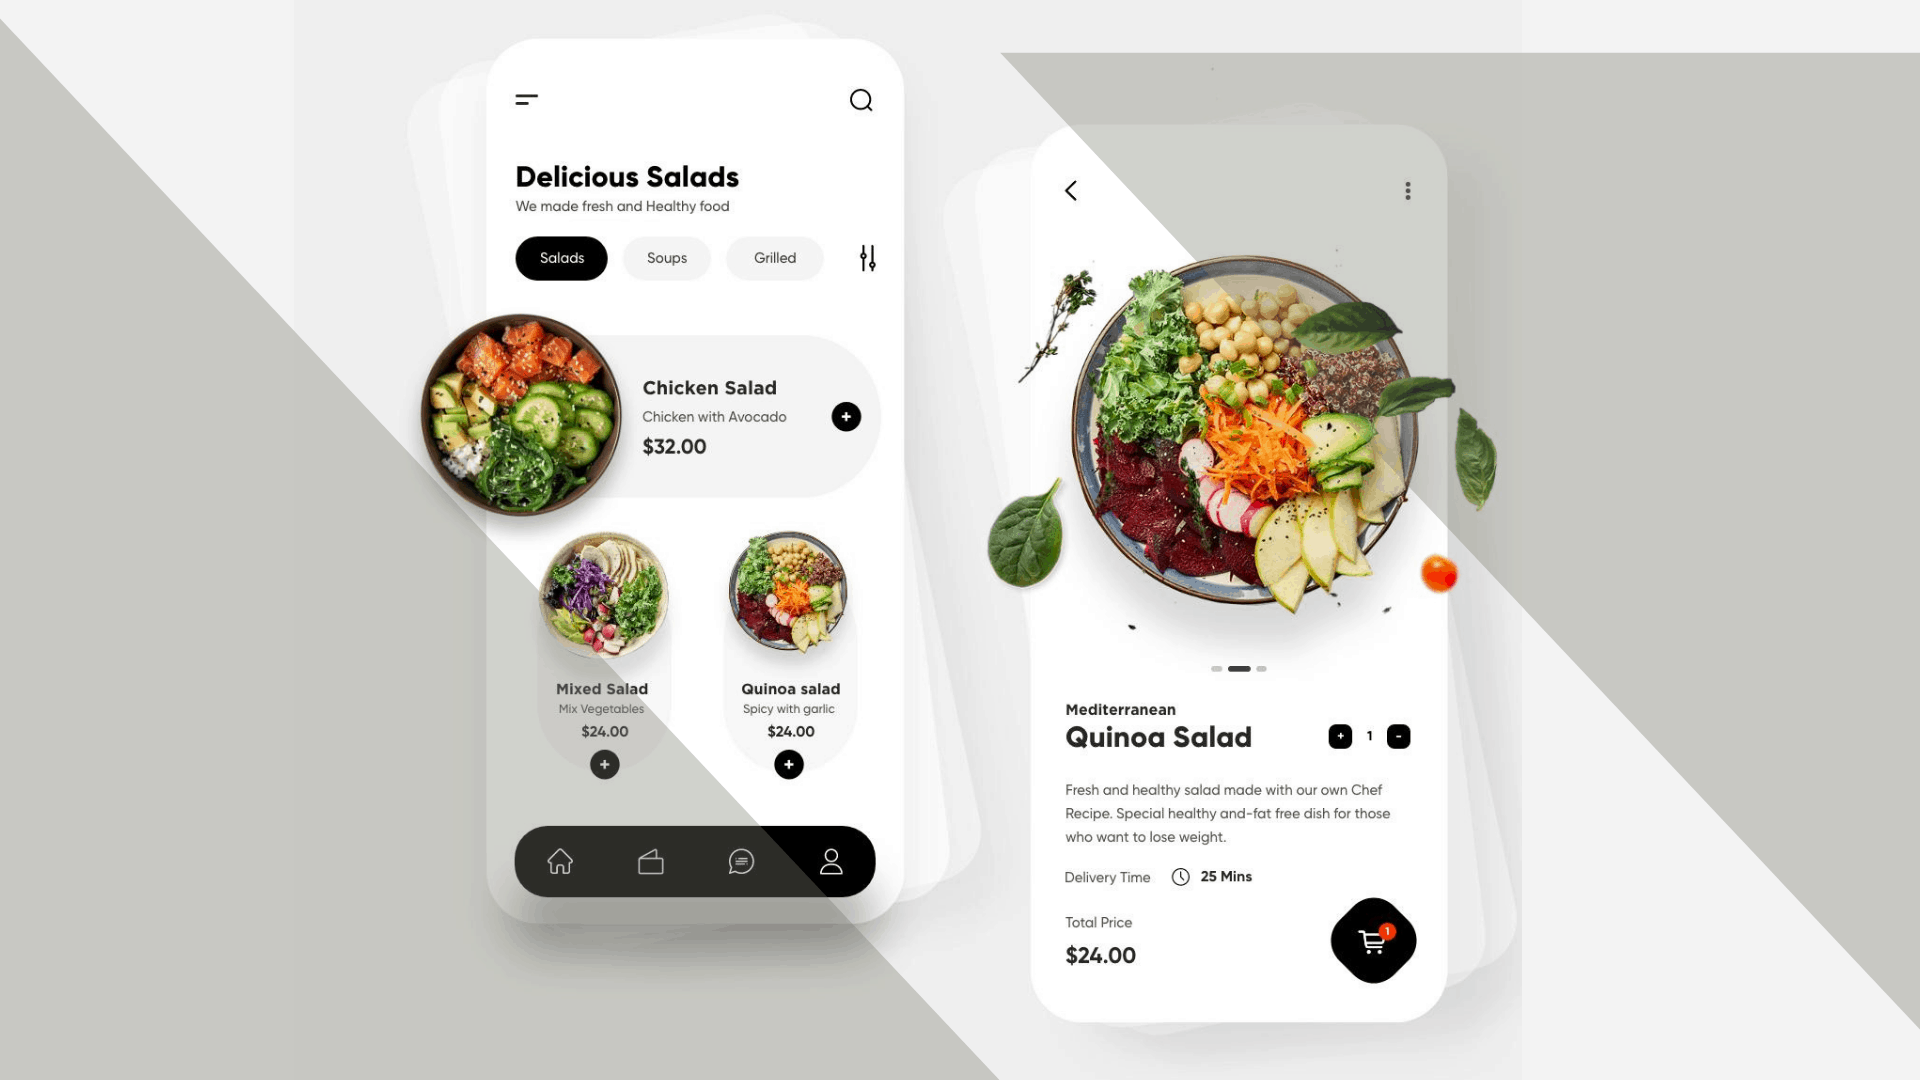 Delicious Salads
We made fresh and Healthy food
Salads
Soups
Grilled
Chicken Salad
Chicken with Avocado
$32.00
+
Mixed Salad
Mix Vegetables
$24.00
+
Quinoa salad
Spicy with garlic
$24.00
+
Mediterranean
Quinoa Salad
+ 1 -
Fresh and healthy salad made with our own Chef
Recipe. Special healthy and-fat free dish for those
who want to lose weight.
Delivery Time 25 Mins
Total Price
$24.00
1